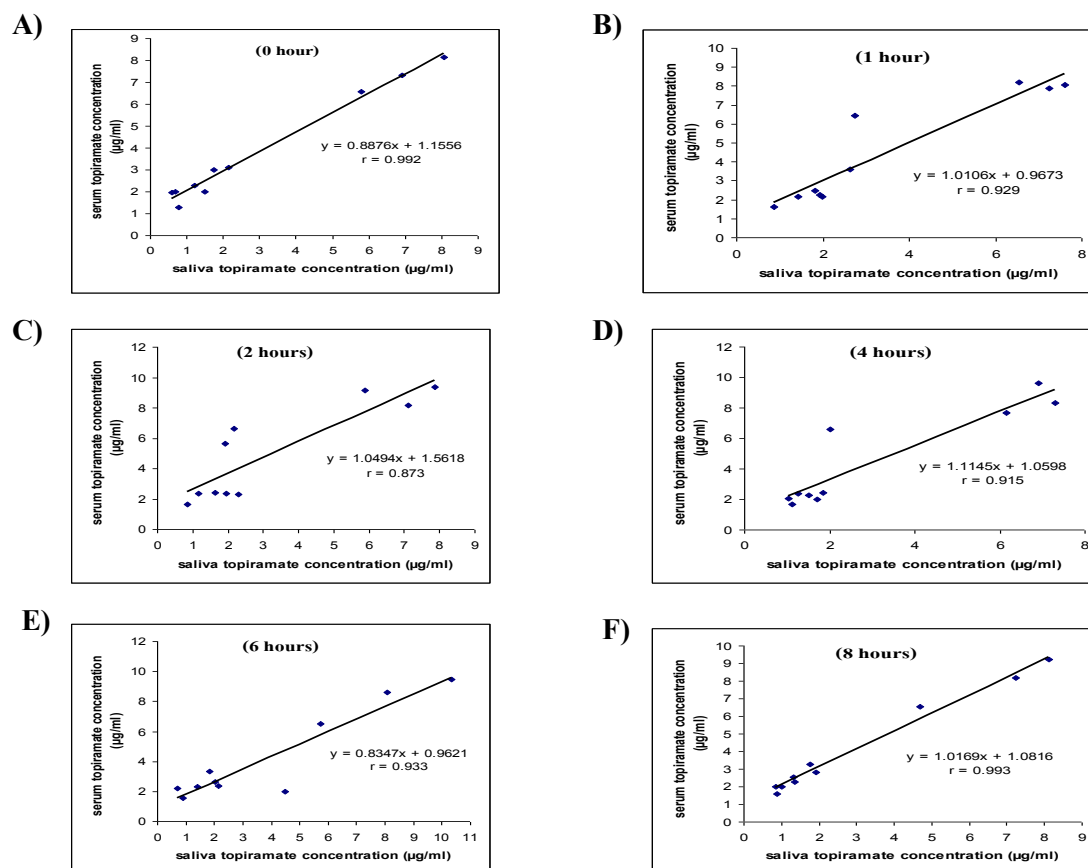 A)
(0 hour)
serum topiramate concentration
(µg/ml)
9
8
7
6
5
4
3
2
1
0
y = 0.8876x + 1.1556
r = 0.992
0 1 2 3 4 5 6 7 8 9
saliva topiramate concentration (µg/ml)
B)
(1 hour)
serum topiramate concentration
(µg/ml)
10
9
8
7
6
5
4
3
2
1
0
y = 1.0106x + 0.9673
r = 0.929
0 2 4 6 8
saliva topiramate concentration (µg/ml)
C)
(2 hours)
serum topiramate concentration
(µg/ml)
12
10
8
6
4
2
0
y = 1.0494x + 1.5618
r = 0.873
0 1 2 3 4 5 6 7 8 9
saliva topiramate concentration (µg/ml)
D)
(4 hours)
serum topiramate concentration
(µg/ml)
12
10
8
6
4
2
0
y = 1.1145x + 1.0598
r = 0.915
0 2 4 6 8
saliva topiramate concentration (µg/ml)
E)
(6 hours)
serum topiramate concentration
(µg/ml)
12
10
8
6
4
2
0
y = 0.8347x + 0.9621
r = 0.933
0 1 2 3 4 5 6 7 8 9 10 11
saliva topiramate concentration (µg/ml)
F)
(8 hours)
serum topiramate concentration
(µg/ml)
10
9
8
7
6
5
4
3
2
1
0
y = 1.0169x + 1.0816
r = 0.993
0 1 2 3 4 5 6 7 8 9
saliva topiramate concentration (µg/ml)